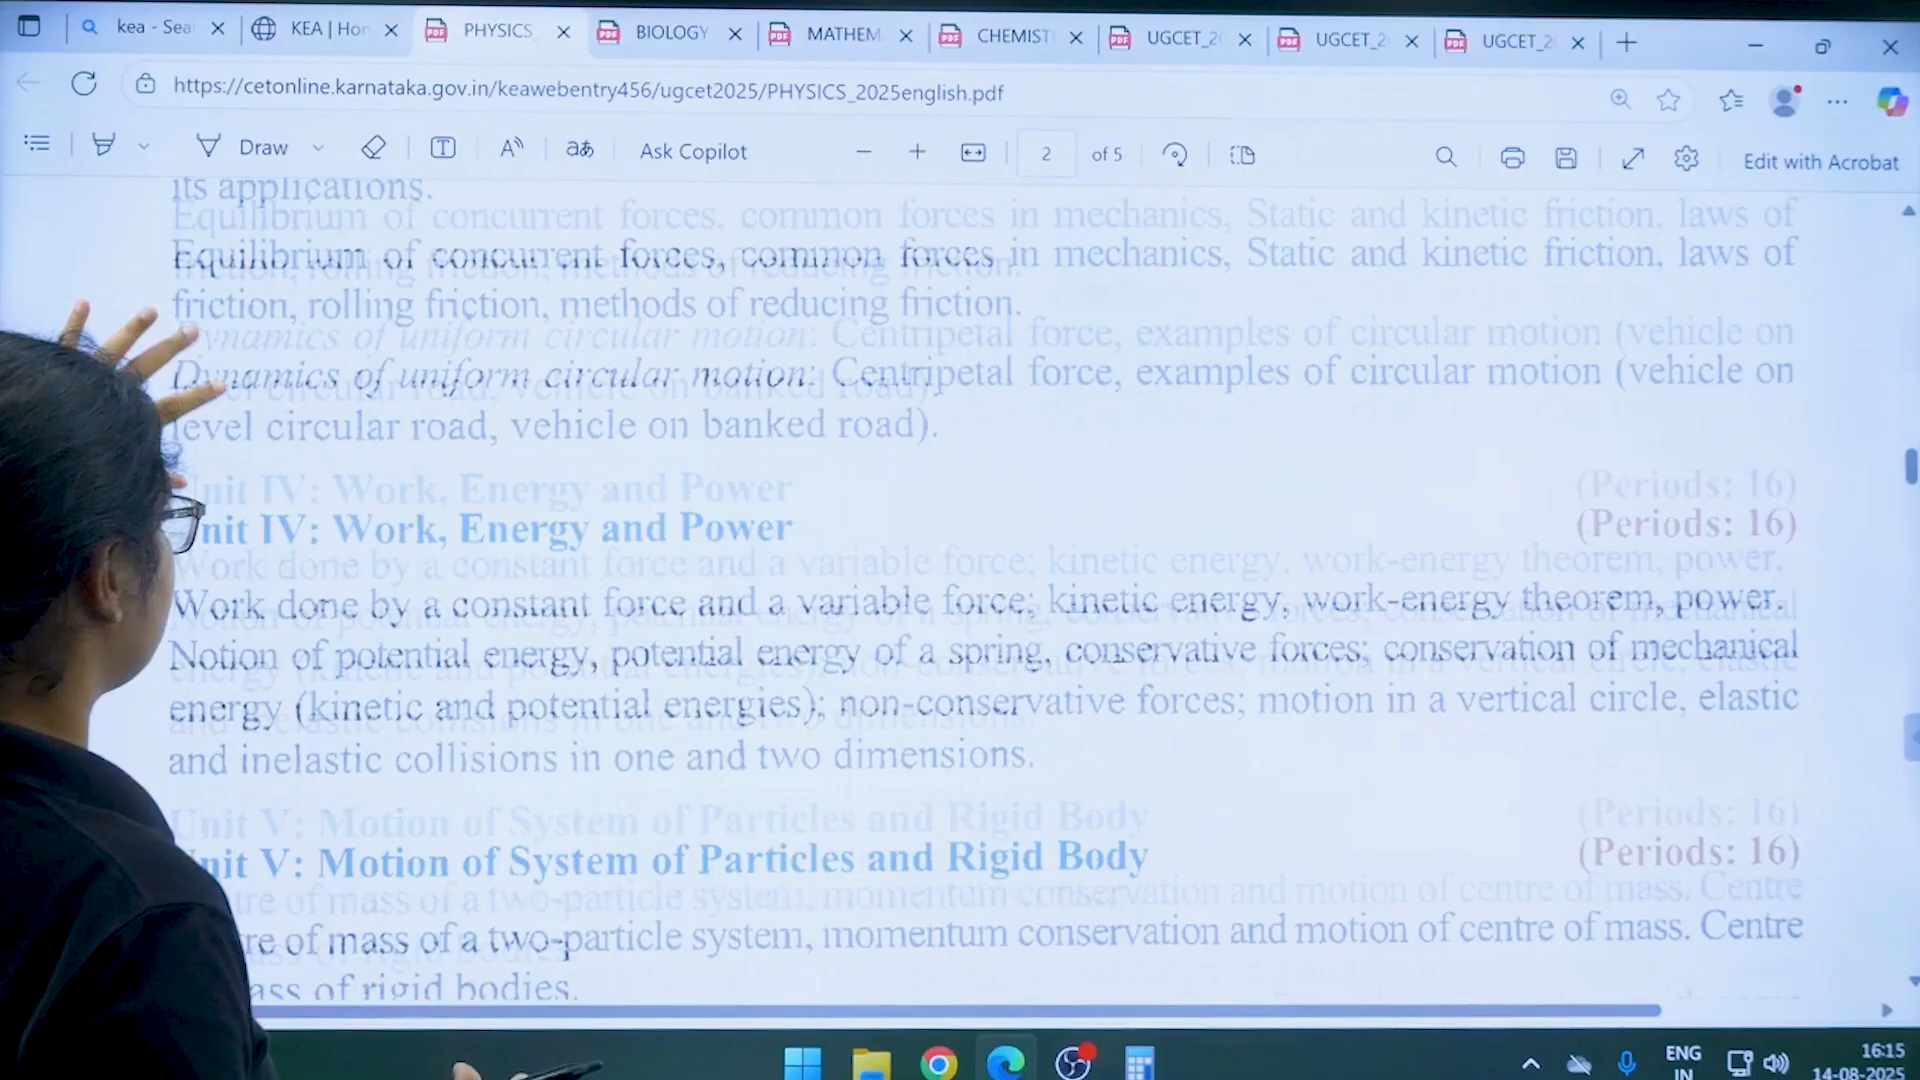 kea - Sea
KEA | Hor
PHYSICS_
BIOLOGY
MATHEM
CHEMIST
UGCET_2
UGCET_2
UGCET_2
https://cetonline.karnataka.gov.in/keawebentry456/ugcet2025/PHYSICS_2025english.pdf
Draw
Ask Copilot
2 of 5
Edit with Acrobat
its applications.
Equilibrium of concurrent forces, common forces in mechanics, Static and kinetic friction, laws of
friction, rolling friction, methods of reducing friction.
Dynamics of uniform circular motion: Centripetal force, examples of circular motion (vehicle on
level circular road, vehicle on banked road).
nit IV: Work, Energy and Power (Periods: 16)
Work done by a constant force and a variable force; kinetic energy, work-energy theorem, power.
Notion of potential energy, potential energy of a spring, conservative forces; conservation of mechanical
energy (kinetic and potential energies); non-conservative forces; motion in a vertical circle, elastic
and inelastic collisions in one and two dimensions.
nit V: Motion of System of Particles and Rigid Body (Periods: 16)
re of mass of a two-particle system, momentum conservation and motion of centre of mass. Centre
ass of rigid bodies.
ENG
IN
16:15
14-08-2025